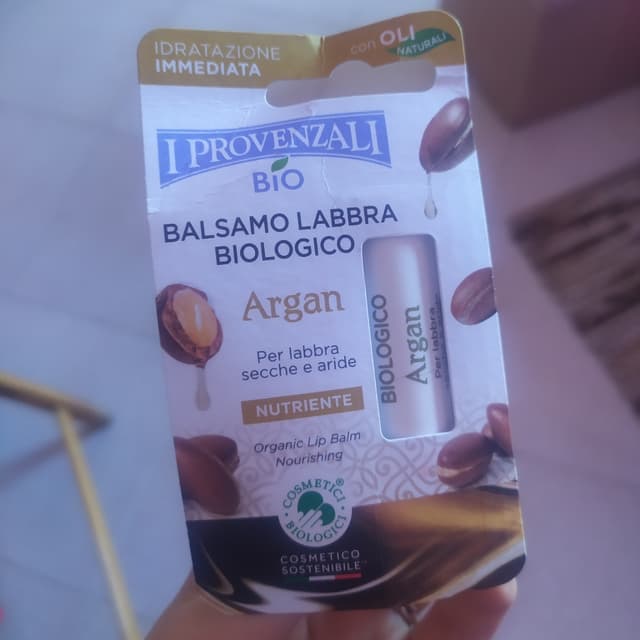 IDRATAZIONE
IMMEDIATA
con OLI
NATURALI
I PROVENZALI
BIO
BALSAMO LABBRA
BIOLOGICO
Argan
Per labbra
secche e aride
NUTRIENTE
Organic Lip Balm
Nourishing
BIOLOGICO
Argan
Per labbra
COSMETICI
BIOLOGICI
COSMETICO
SOSTENIBILE